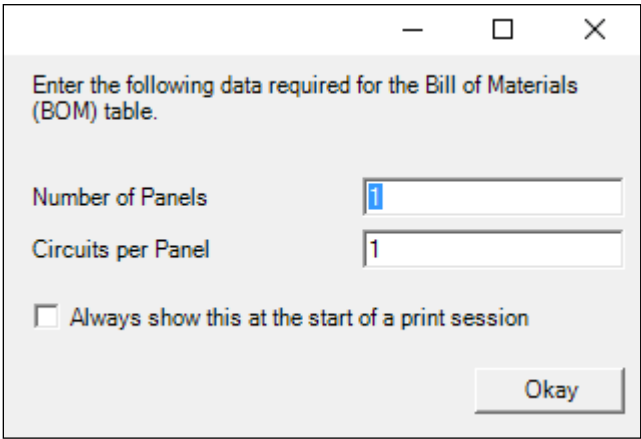 Enter the following data required for the Bill of Materials
(BOM) table.
Number of Panels 1
Circuits per Panel 1
Always show this at the start of a print session
Okay